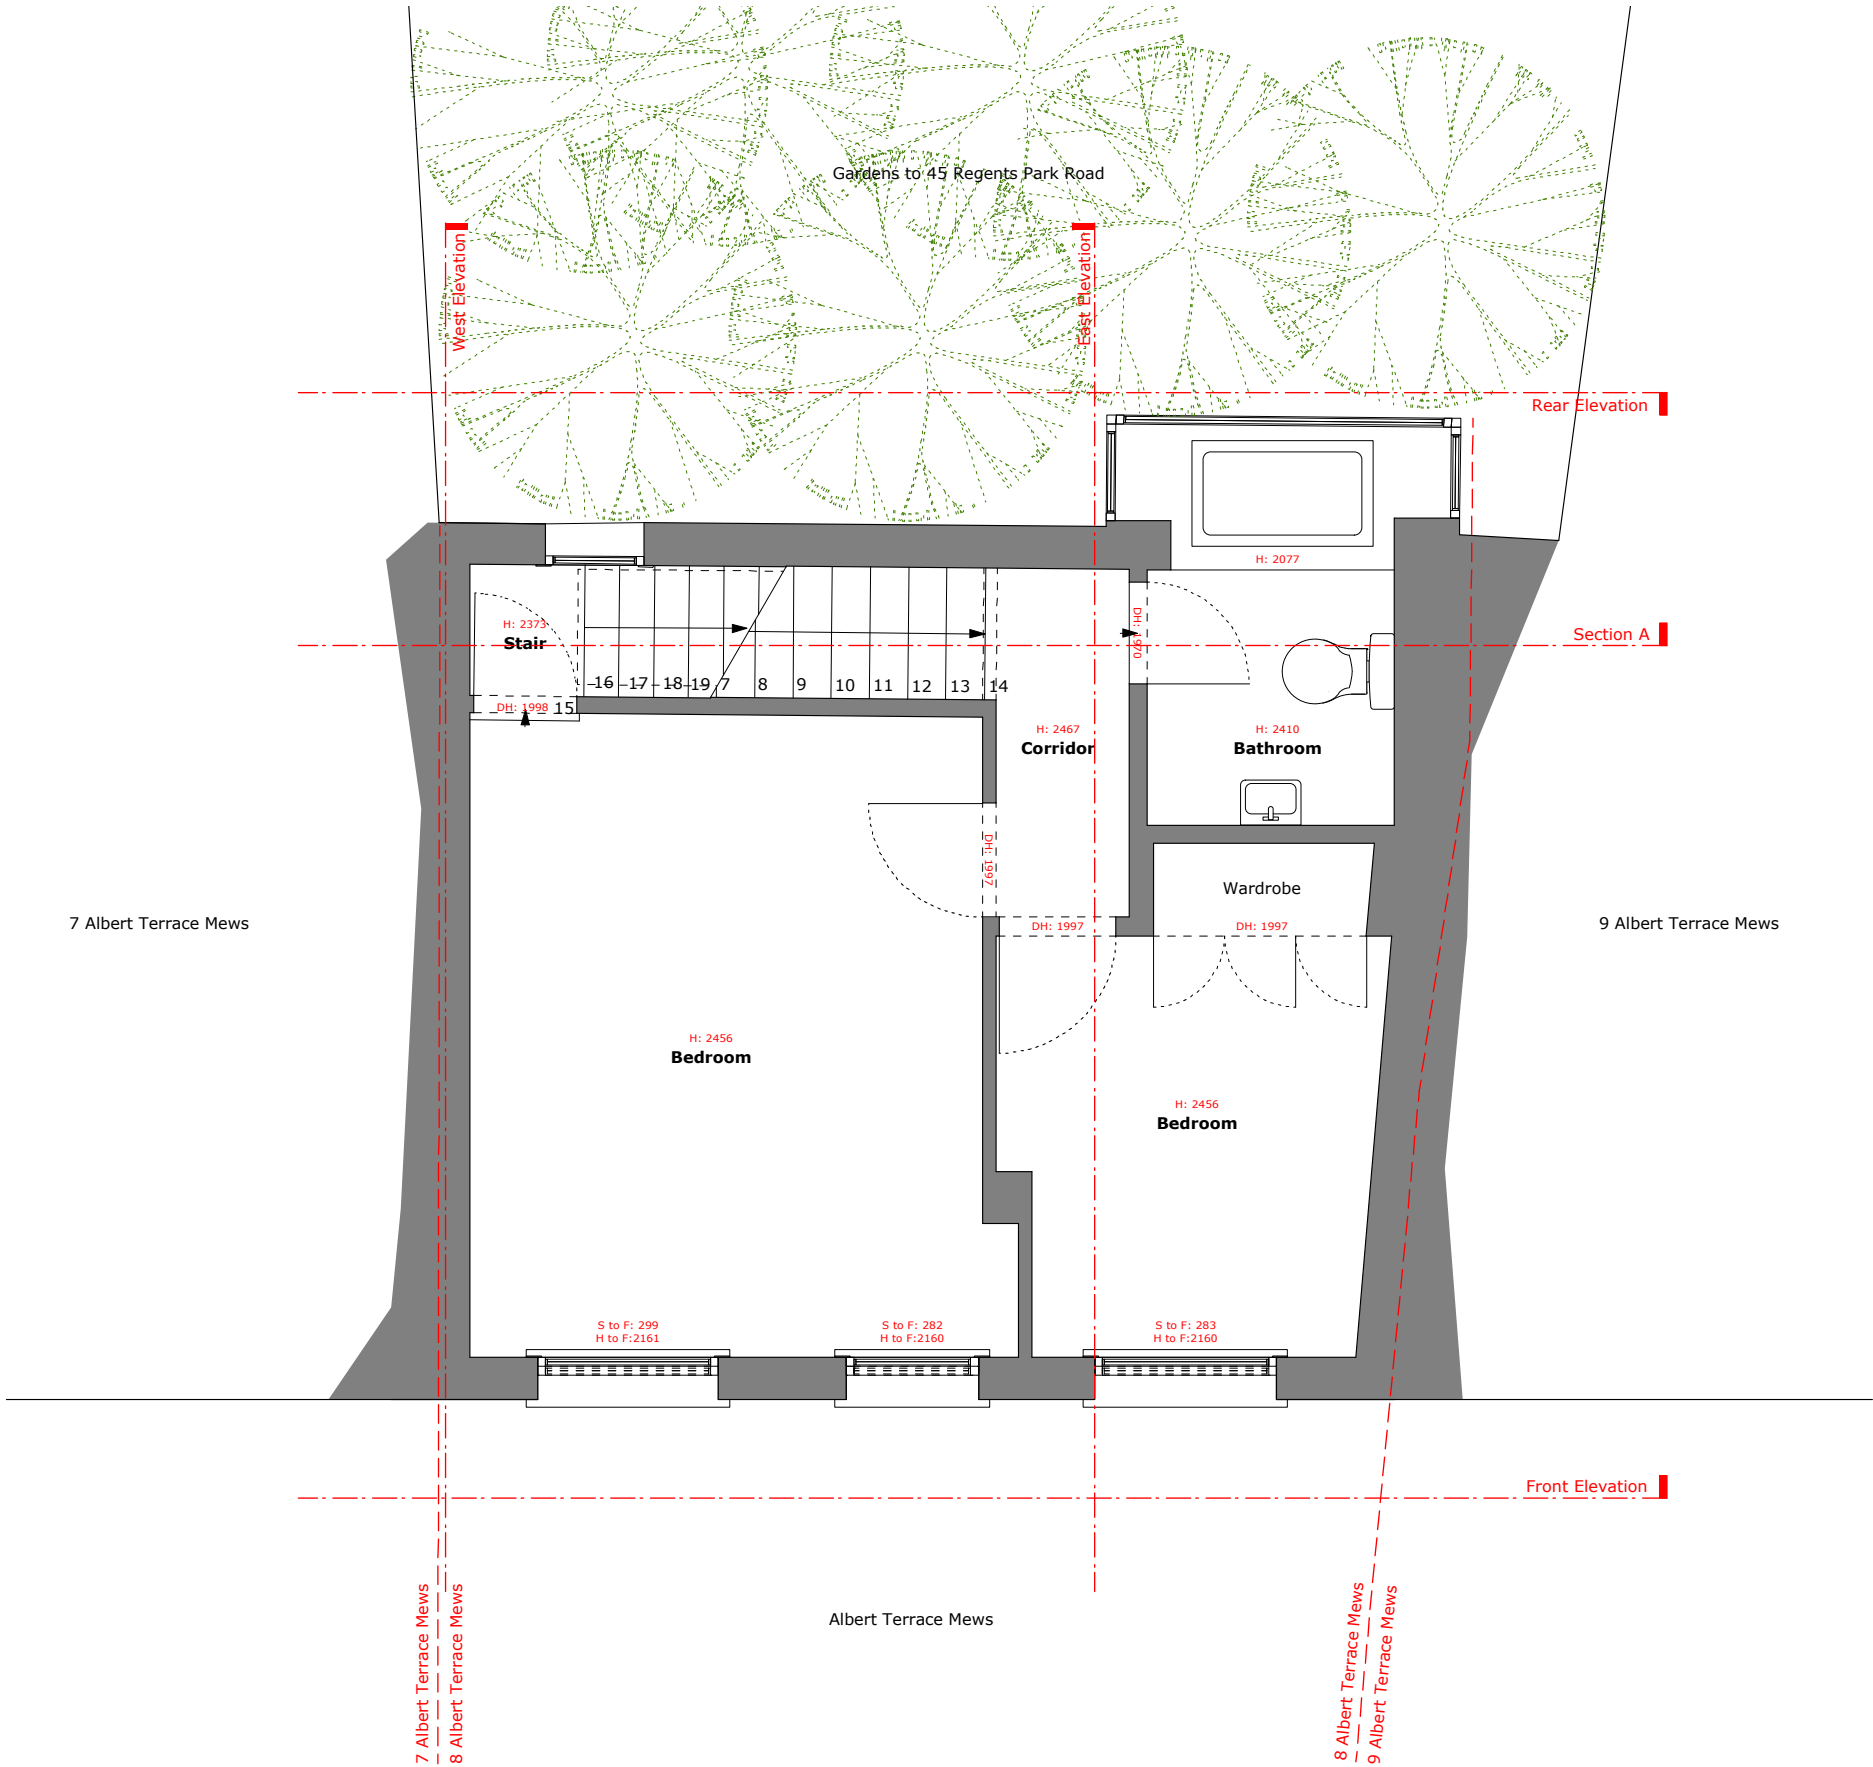 Gardens to 45 Regents Park Road
West Elevation
East Elevation
Rear Elevation
H: 2077
H: 2373
Stair
DH: 1970
Section A
16 17 18 19 7 8 9 10 11 12 13 14
DH: 1998 15
H: 2467
Corridor
H: 2410
Bathroom
DH: 1997
Wardrobe
DH: 1997
DH: 1997
7 Albert Terrace Mews
9 Albert Terrace Mews
H: 2456
Bedroom
H: 2456
Bedroom
S to F: 299
H to F:2161
S to F: 282
H to F:2160
S to F: 283
H to F:2160
Front Elevation
Albert Terrace Mews
7 Albert Terrace Mews
8 Albert Terrace Mews
8 Albert Terrace Mews
9 Albert Terrace Mews